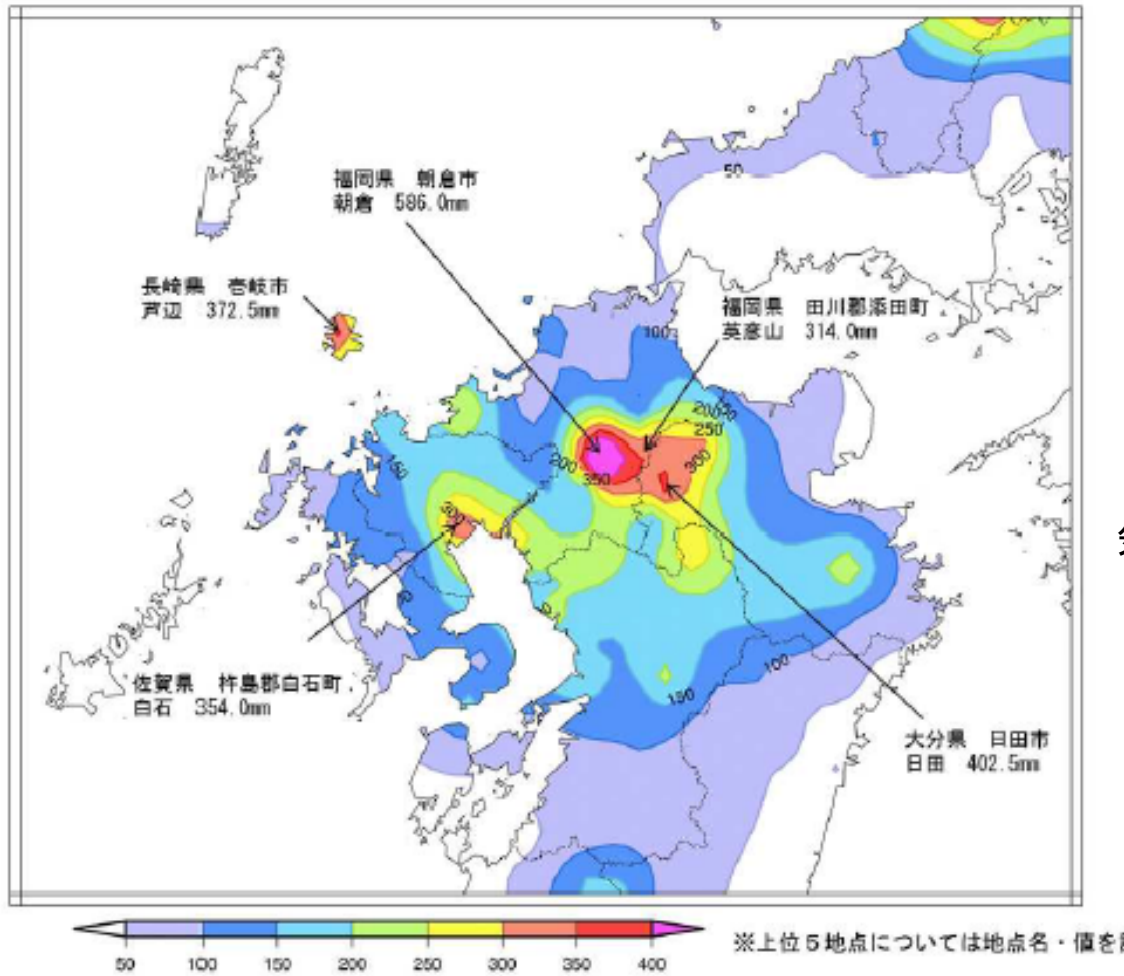 50
福岡県 朝倉市
朝倉 586.0mm
長崎県 壱岐市
芦辺 372.5mm
福岡県 田川郡添田町
英彦山 314.0mm
100
200
250
200
350
300
150
佐賀県 杵島郡白石町
白石 354.0mm
100
150
大分県 日田市
日田 402.5mm
50 100 150 200 250 300 350 400
※上位5地点については地点名・値を